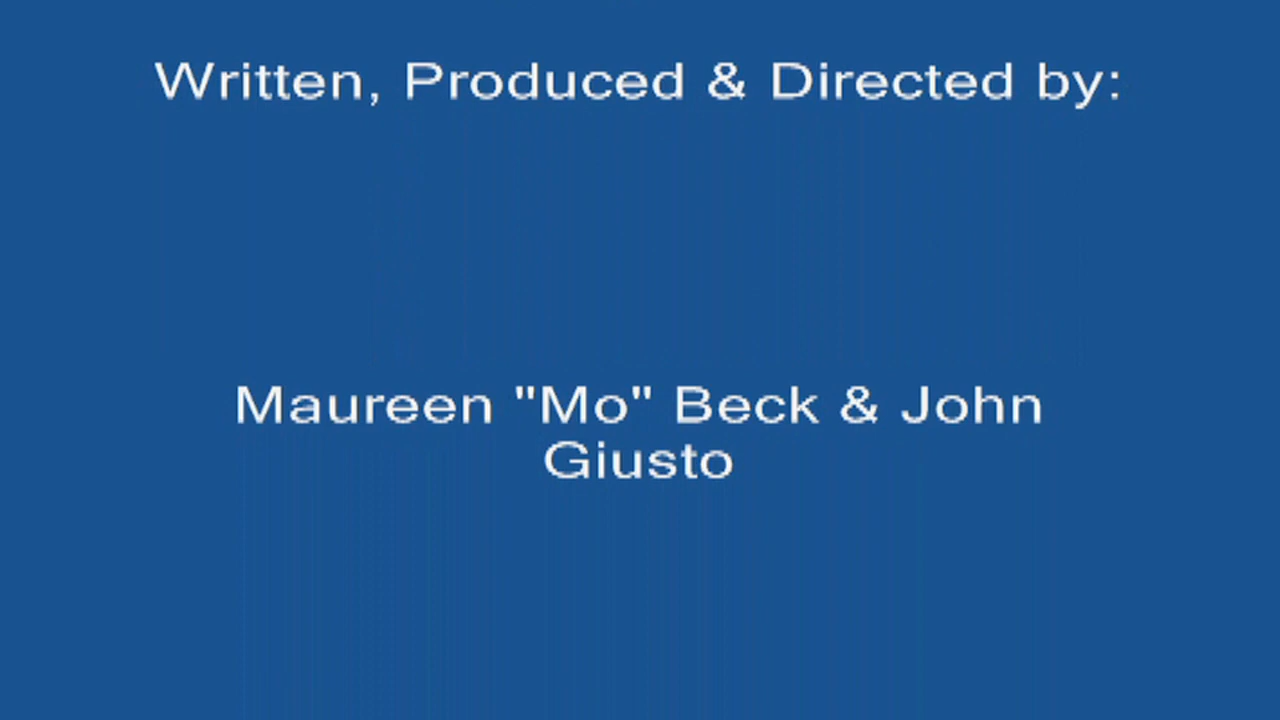 Written, Produced & Directed by:
Maureen "Mo" Beck & John
Giusto